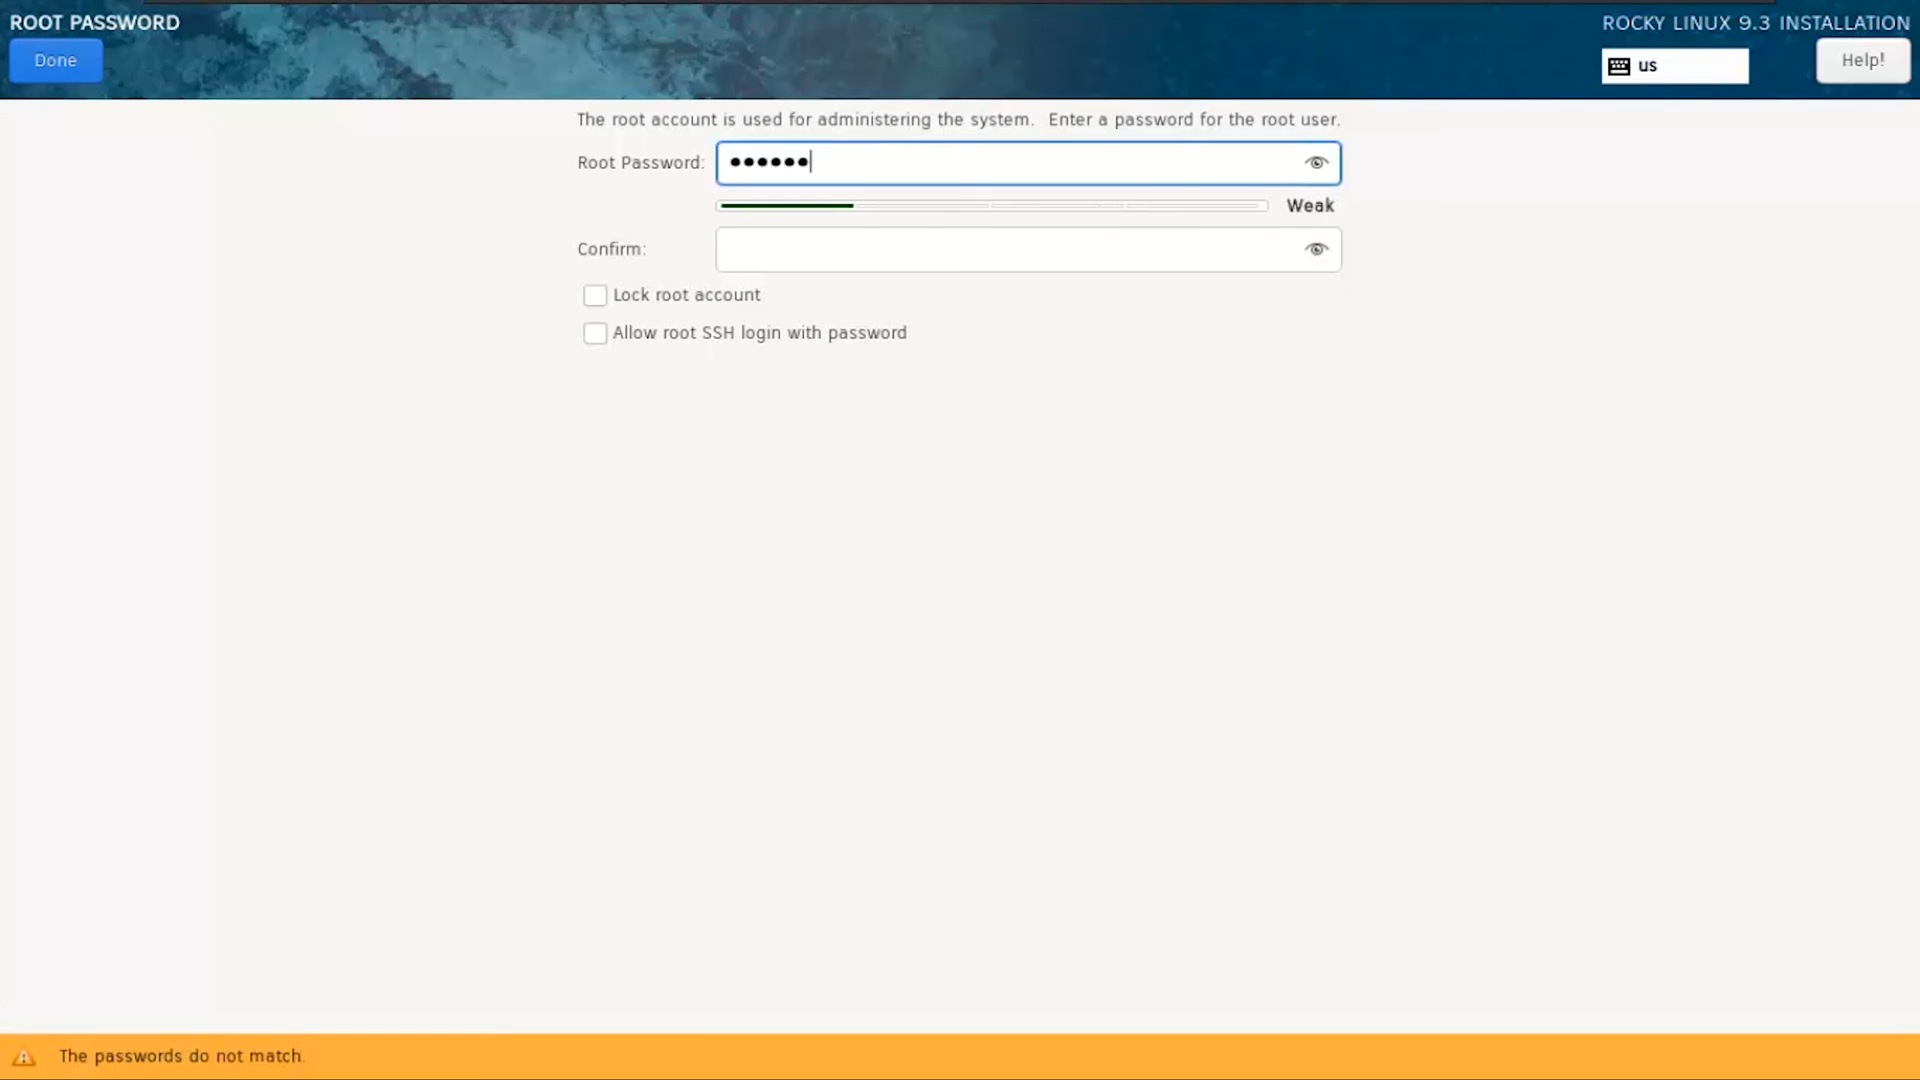 ROOT PASSWORD
ROCKY LINUX 9.3 INSTALLATION
Done
us
Help!
The root account is used for administering the system. Enter a password for the root user.
Root Password: ●●●●●●
Weak
Confirm:
Lock root account
Allow root SSH login with password
The passwords do not match.